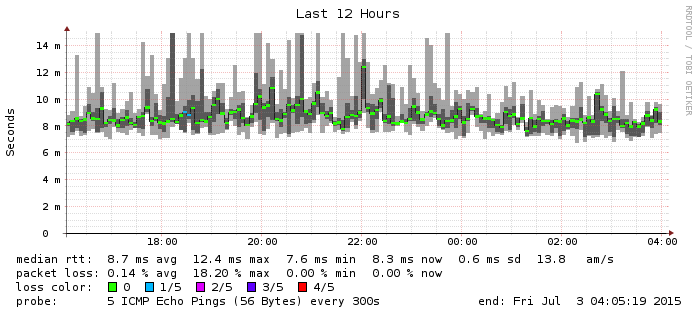 Last 12 Hours
RRDTOOL / TOBI OETIKER
Seconds
14 m
12 m
10 m
8 m
6 m
4 m
2 m
0
18:00 20:00 22:00 00:00 02:00 04:00
median rtt: 8.7 ms avg 12.4 ms max 7.6 ms min 8.3 ms now 0.6 ms sd 13.8 am/s
packet loss: 0.14 % avg 18.20 % max 0.00 % min 0.00 % now
loss color: 0 1/5 2/5 3/5 4/5
probe: 5 ICMP Echo Pings (56 Bytes) every 300s end: Fri Jul 3 04:05:19 2015